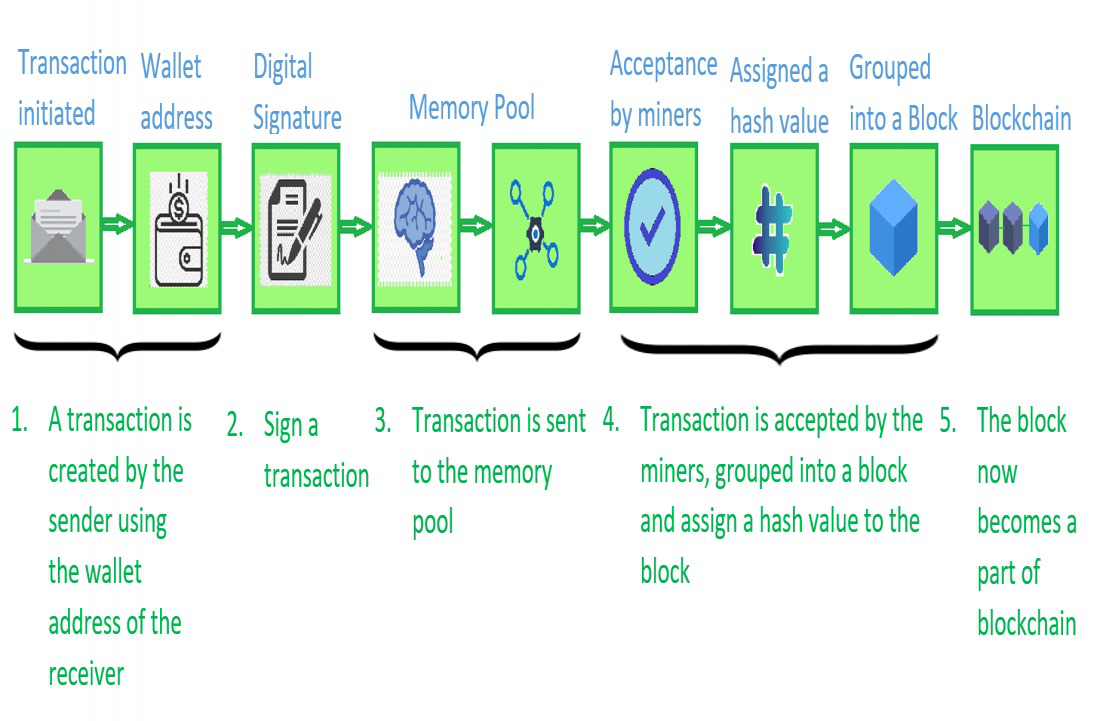 Transaction
initiated
Wallet
address
Digital
Signature
Memory Pool
Acceptance
by miners
Assigned a
hash value
Grouped
into a Block
Blockchain
1. A transaction is
created by the
sender using
the wallet
address of the
receiver
2. Sign a
transaction
3. Transaction is sent
to the memory
pool
4. Transaction is accepted by the
miners, grouped into a block
and assign a hash value to the
block
5. The block
now
becomes a
part of
blockchain